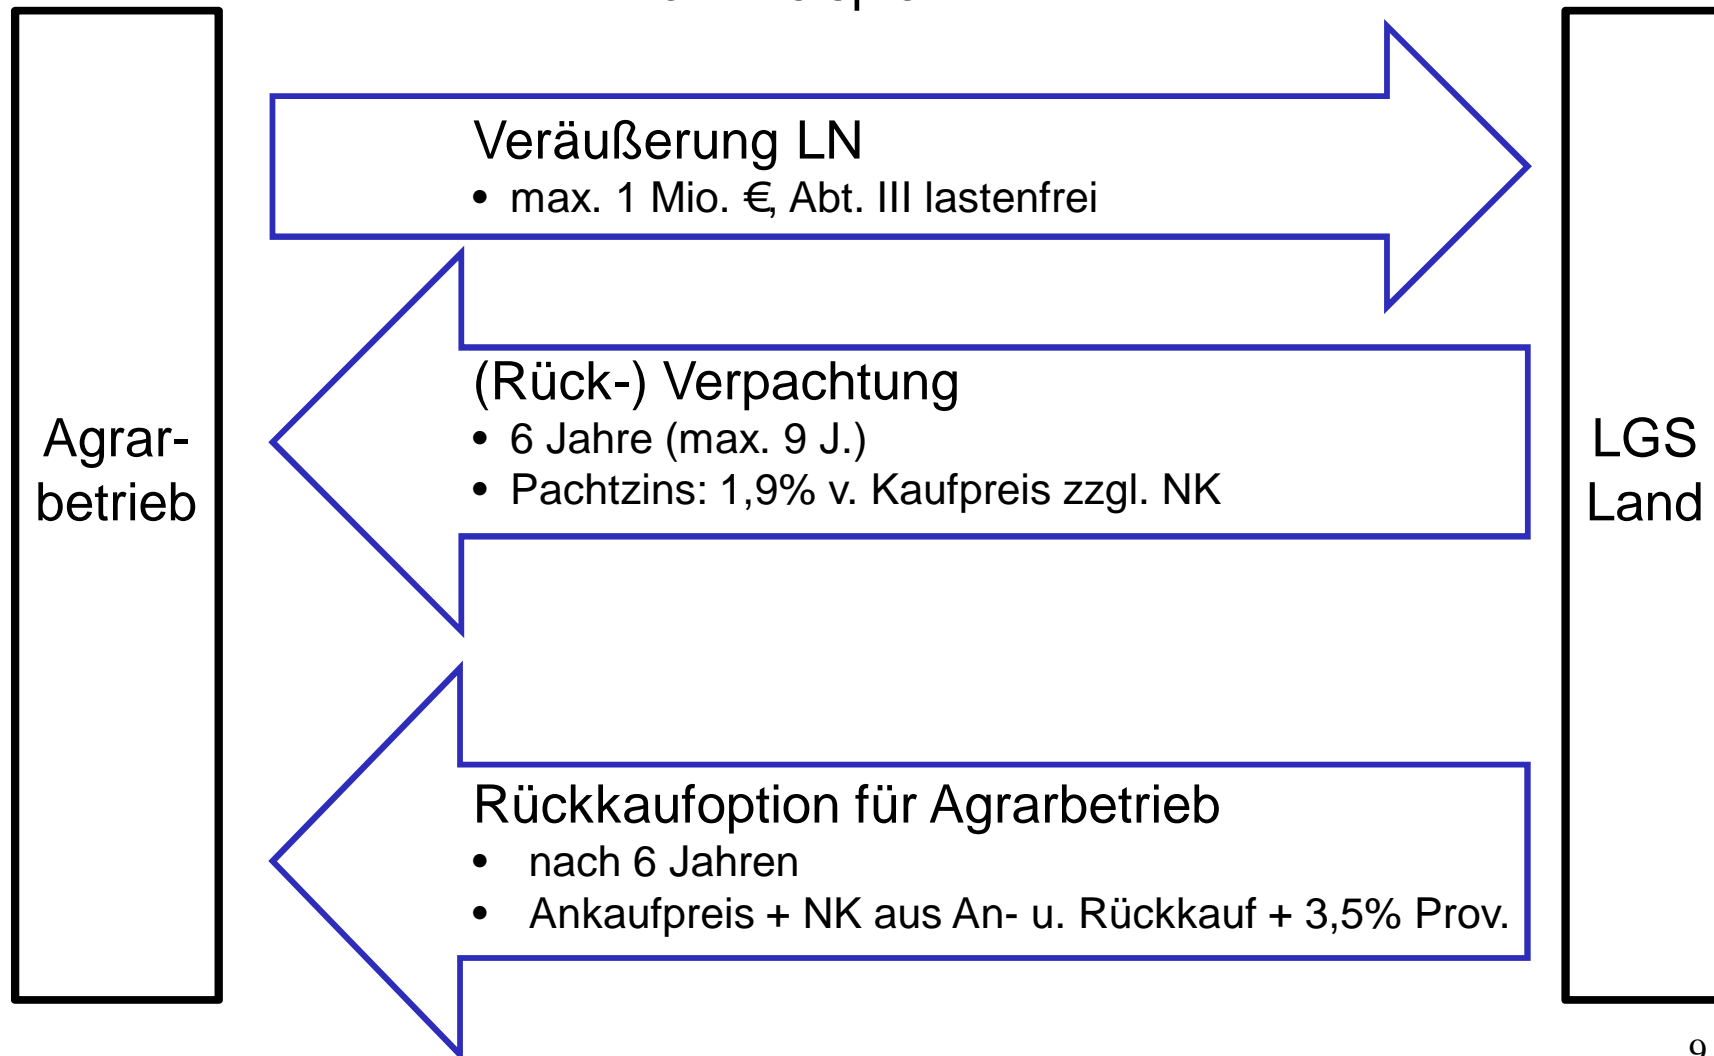 Veräußerung LN
• max. 1 Mio. €, Abt. III lastenfrei
(Rück-) Verpachtung
• 6 Jahre (max. 9 J.)
• Pachtzins: 1,9% v. Kaufpreis zzgl. NK
Agrar-
betrieb
LGS
Land
Rückkaufoption für Agrarbetrieb
• nach 6 Jahren
• Ankaufpreis + NK aus An- u. Rückkauf + 3,5% Prov.
9